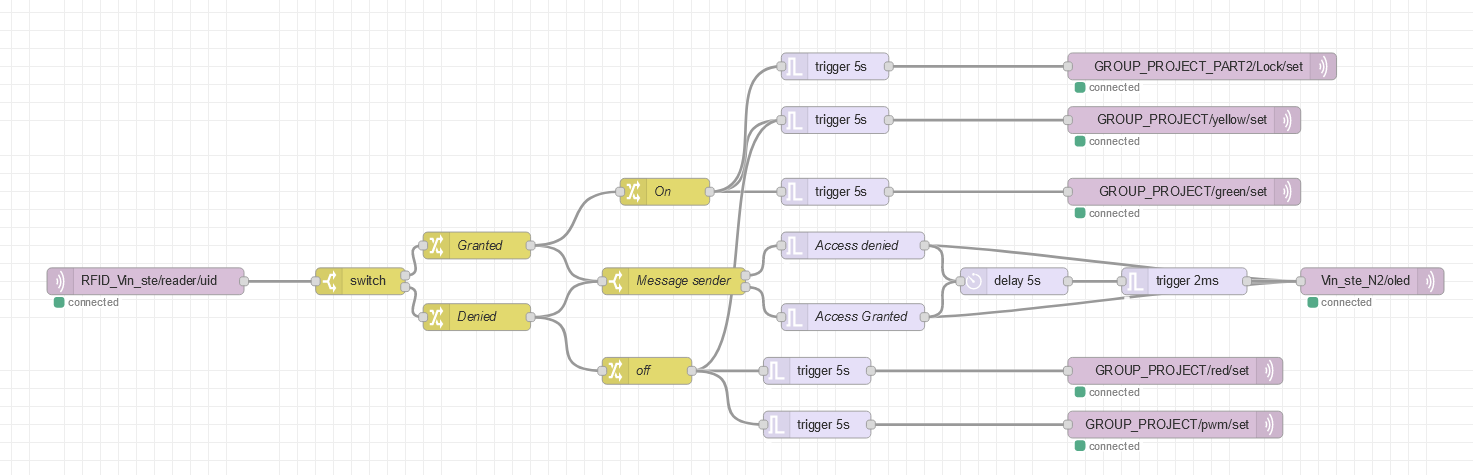 trigger 5s
GROUP_PROJECT_PART2/Lock/set
connected
trigger 5s
GROUP_PROJECT/yellow/set
connected
On
trigger 5s
GROUP_PROJECT/green/set
connected
Granted
Access denied
RFID_Vin_ste/reader/uid
connected
switch
Message sender
delay 5s
trigger 2ms
Vin_ste_N2/oled
connected
Denied
Access Granted
off
trigger 5s
GROUP_PROJECT/red/set
connected
trigger 5s
GROUP_PROJECT/pwm/set
connected